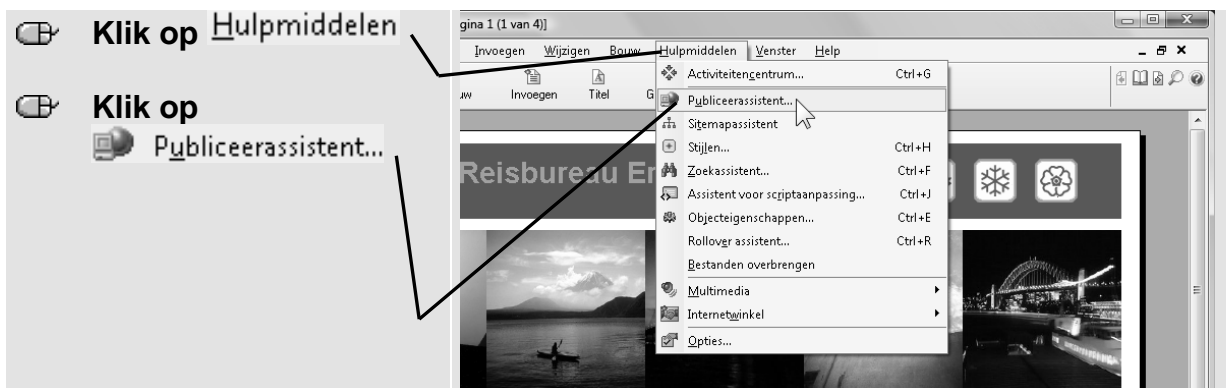 Klik op Hulpmiddelen
Klik op
Publiceerassistent...
gina 1 (1 van 4)]
Invoegen Wijzigen Bouw Hulpmiddelen Venster Help
uw Invoegen Titel G
Activiteitencentrum... Ctrl+G
Publiceerassistent...
Sitemapassistent
Stijlen... Ctrl+H
Zoekassistent... Ctrl+F
Assistent voor scriptaanpassing... Ctrl+J
Objecteigenschappen... Ctrl+E
Rollover assistent... Ctrl+R
Bestanden overbrengen
Multimedia
Internetwinkel
Opties...
Reisbureau Er